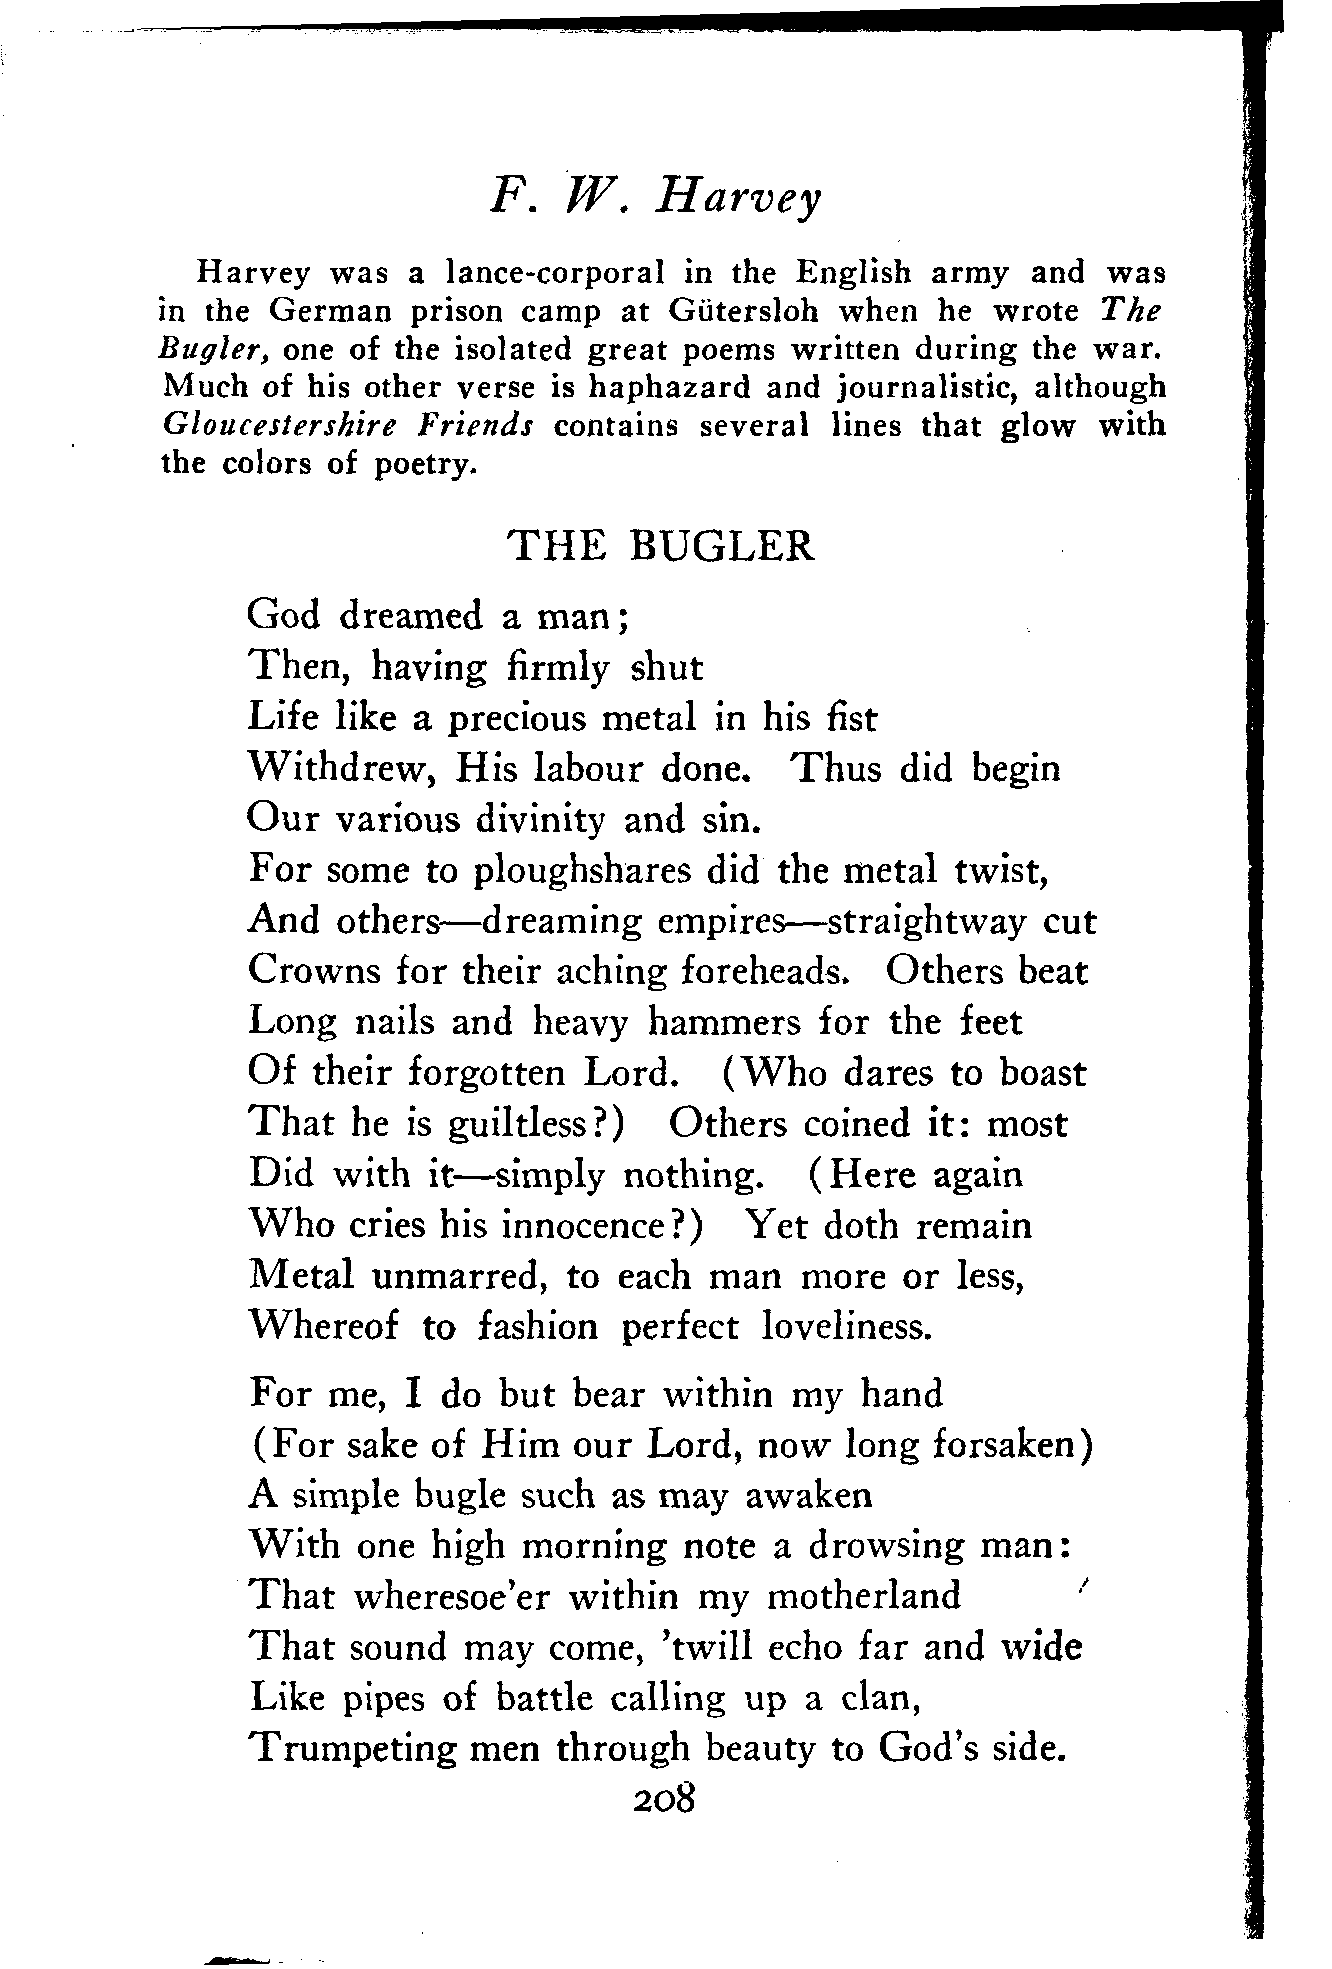 F. W. Harvey
Harvey was a lance-corporal in the English army and was
in the German prison camp at Gütersloh when he wrote The
Bugler, one of the isolated great poems written during the war.
Much of his other verse is haphazard and journalistic, although
Gloucestershire Friends contains several lines that glow with
the colors of poetry.
THE BUGLER
God dreamed a man;
Then, having firmly shut
Life like a precious metal in his fist
Withdrew, His labour done. Thus did begin
Our various divinity and sin.
For some to ploughshares did the metal twist,
And others—dreaming empires—straightway cut
Crowns for their aching foreheads. Others beat
Long nails and heavy hammers for the feet
Of their forgotten Lord. (Who dares to boast
That he is guiltless?) Others coined it: most
Did with it—simply nothing. (Here again
Who cries his innocence?) Yet doth remain
Metal unmarred, to each man more or less,
Whereof to fashion perfect loveliness.
For me, I do but bear within my hand
(For sake of Him our Lord, now long forsaken)
A simple bugle such as may awaken
With one high morning note a drowsing man:
That wheresoe'er within my motherland
That sound may come, 'twill echo far and wide
Like pipes of battle calling up a clan,
Trumpeting men through beauty to God's side.
208